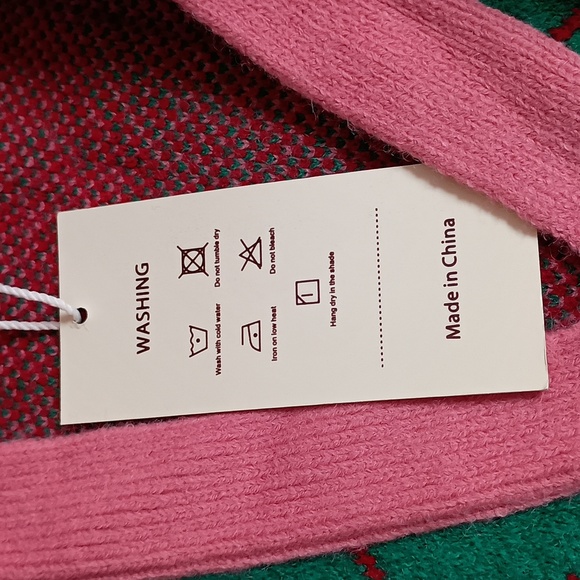 WASHING
Wash with cold water
Do not tumble dry
Iron on low heat
Do not bleach
Hang dry in the shade
Made in China